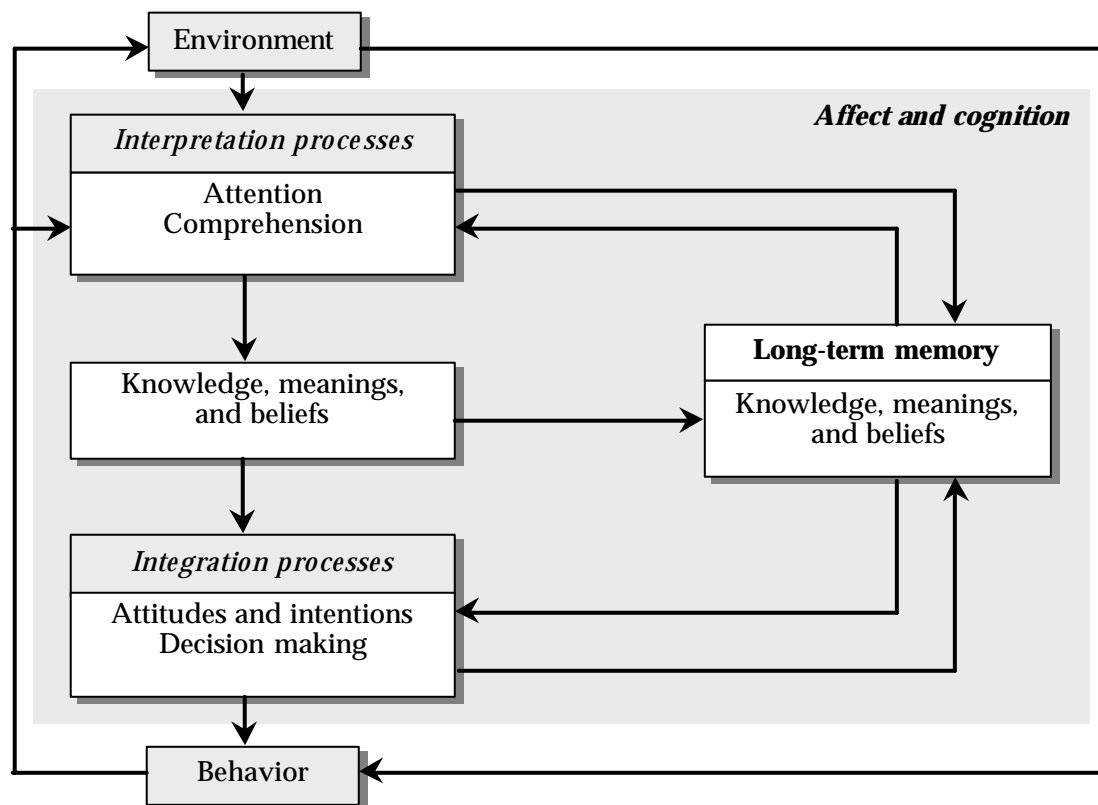 Environment
Affect and cognition
Interpretation processes
Attention
Comprehension
Long-term memory
Knowledge, meanings,
and beliefs
Knowledge, meanings,
and beliefs
Integration processes
Attitudes and intentions
Decision making
Behavior